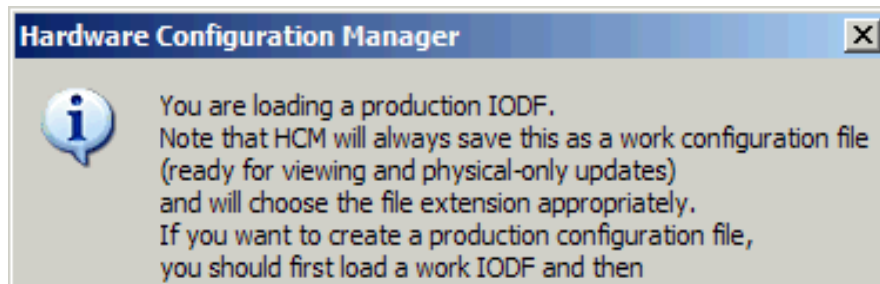 Hardware Configuration Manager
You are loading a production IODF.
Note that HCM will always save this as a work configuration file
(ready for viewing and physical-only updates)
and will choose the file extension appropriately.
If you want to create a production configuration file,
you should first load a work IODF and then